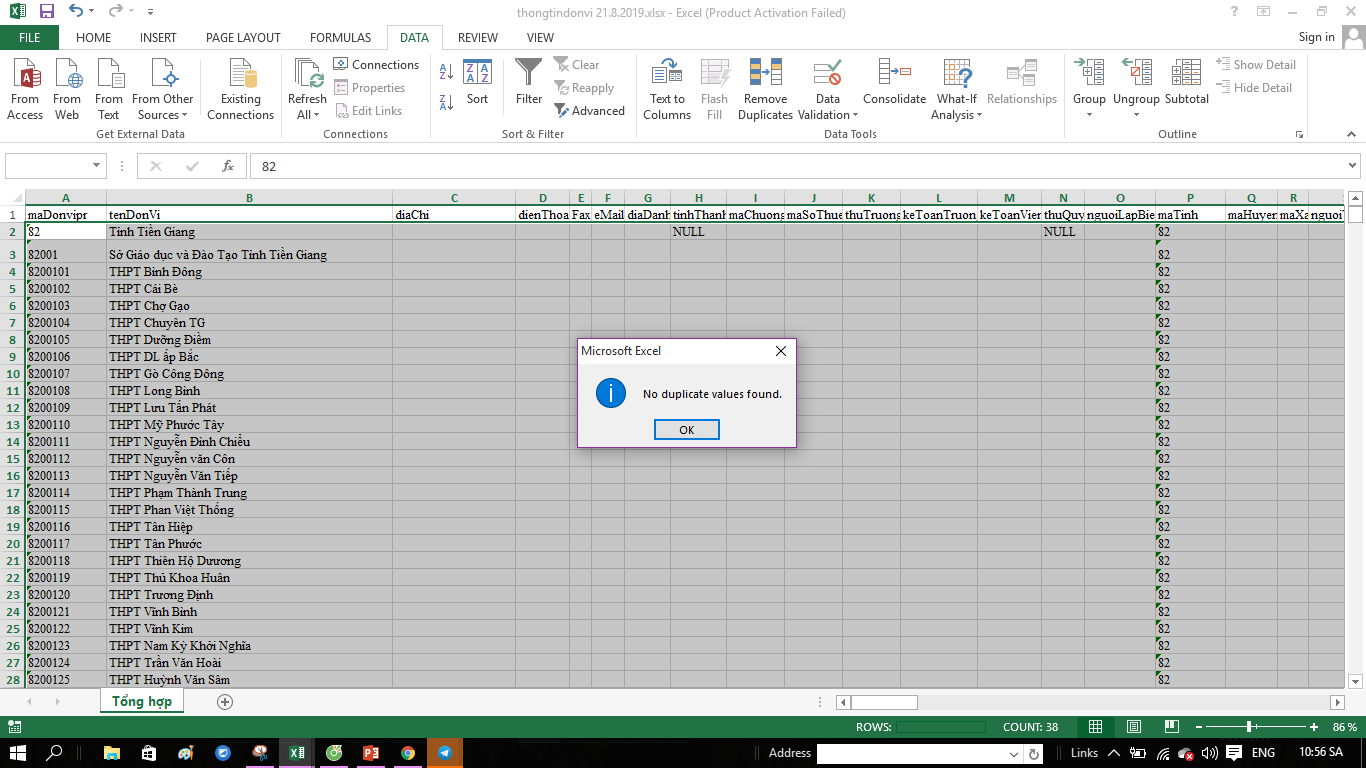 thongtindonvi 21.8.2019.xlsx - Excel (Product Activation Failed)
FILE HOME INSERT PAGE LAYOUT FORMULAS DATA REVIEW VIEW Sign in
From Access
From Web
From Text
From Other Sources
Existing Connections
Get External Data
Refresh All
Connections
Properties
Edit Links
Connections
Sort
Filter
Clear
Reapply
Advanced
Sort & Filter
Text to Columns
Flash Fill
Remove Duplicates
Data Validation
Consolidate
What-If Analysis
Relationships
Data Tools
Group
Ungroup
Subtotal
Show Detail
Hide Detail
Outline
fx 82
A B C D E F G H I J K L M N O P Q R
1 maDonvipr tenDonVi diaChi dienThoa Fax eMail diaDanh tinhThanh maChuong maSoThue thuTruong keToanTruon keToanVien thuQuy nguoiLapBie maTinh maHuyen maXa nguoi
2 82 Tỉnh Tiền Giang NULL NULL 82
3 82001 Sở Giáo dục và Đào Tạo Tỉnh Tiền Giang 82
4 8200101 THPT Bình Đông 82
5 8200102 THPT Cái Bè 82
6 8200103 THPT Chợ Gạo 82
7 8200104 THPT Chuyên TG 82
8 8200105 THPT Dưỡng Điềm 82
9 8200106 THPT DL ấp Bắc 82
10 8200107 THPT Gò Công Đông 82
11 8200108 THPT Long Bình 82
12 8200109 THPT Lưu Tấn Phát 82
13 8200110 THPT Mỹ Phước Tây 82
14 8200111 THPT Nguyễn Đình Chiểu 82
15 8200112 THPT Nguyễn văn Côn 82
16 8200113 THPT Nguyễn Văn Tiếp 82
17 8200114 THPT Phạm Thành Trung 82
18 8200115 THPT Phan Việt Thống 82
19 8200116 THPT Tân Hiệp 82
20 8200117 THPT Tân Phước 82
21 8200118 THPT Thiên Hộ Dương 82
22 8200119 THPT Thủ Khoa Huân 82
23 8200120 THPT Trương Định 82
24 8200121 THPT Vĩnh Bình 82
25 8200122 THPT Vĩnh Kim 82
26 8200123 THPT Nam Kỳ Khởi Nghĩa 82
27 8200124 THPT Trần Văn Hoài 82
28 8200125 THPT Huỳnh Văn Sâm 82
Microsoft Excel
No duplicate values found.
OK
Tổng hợp
ROWS: COUNT: 38 86 %
Address Links ENG 10:56 SA